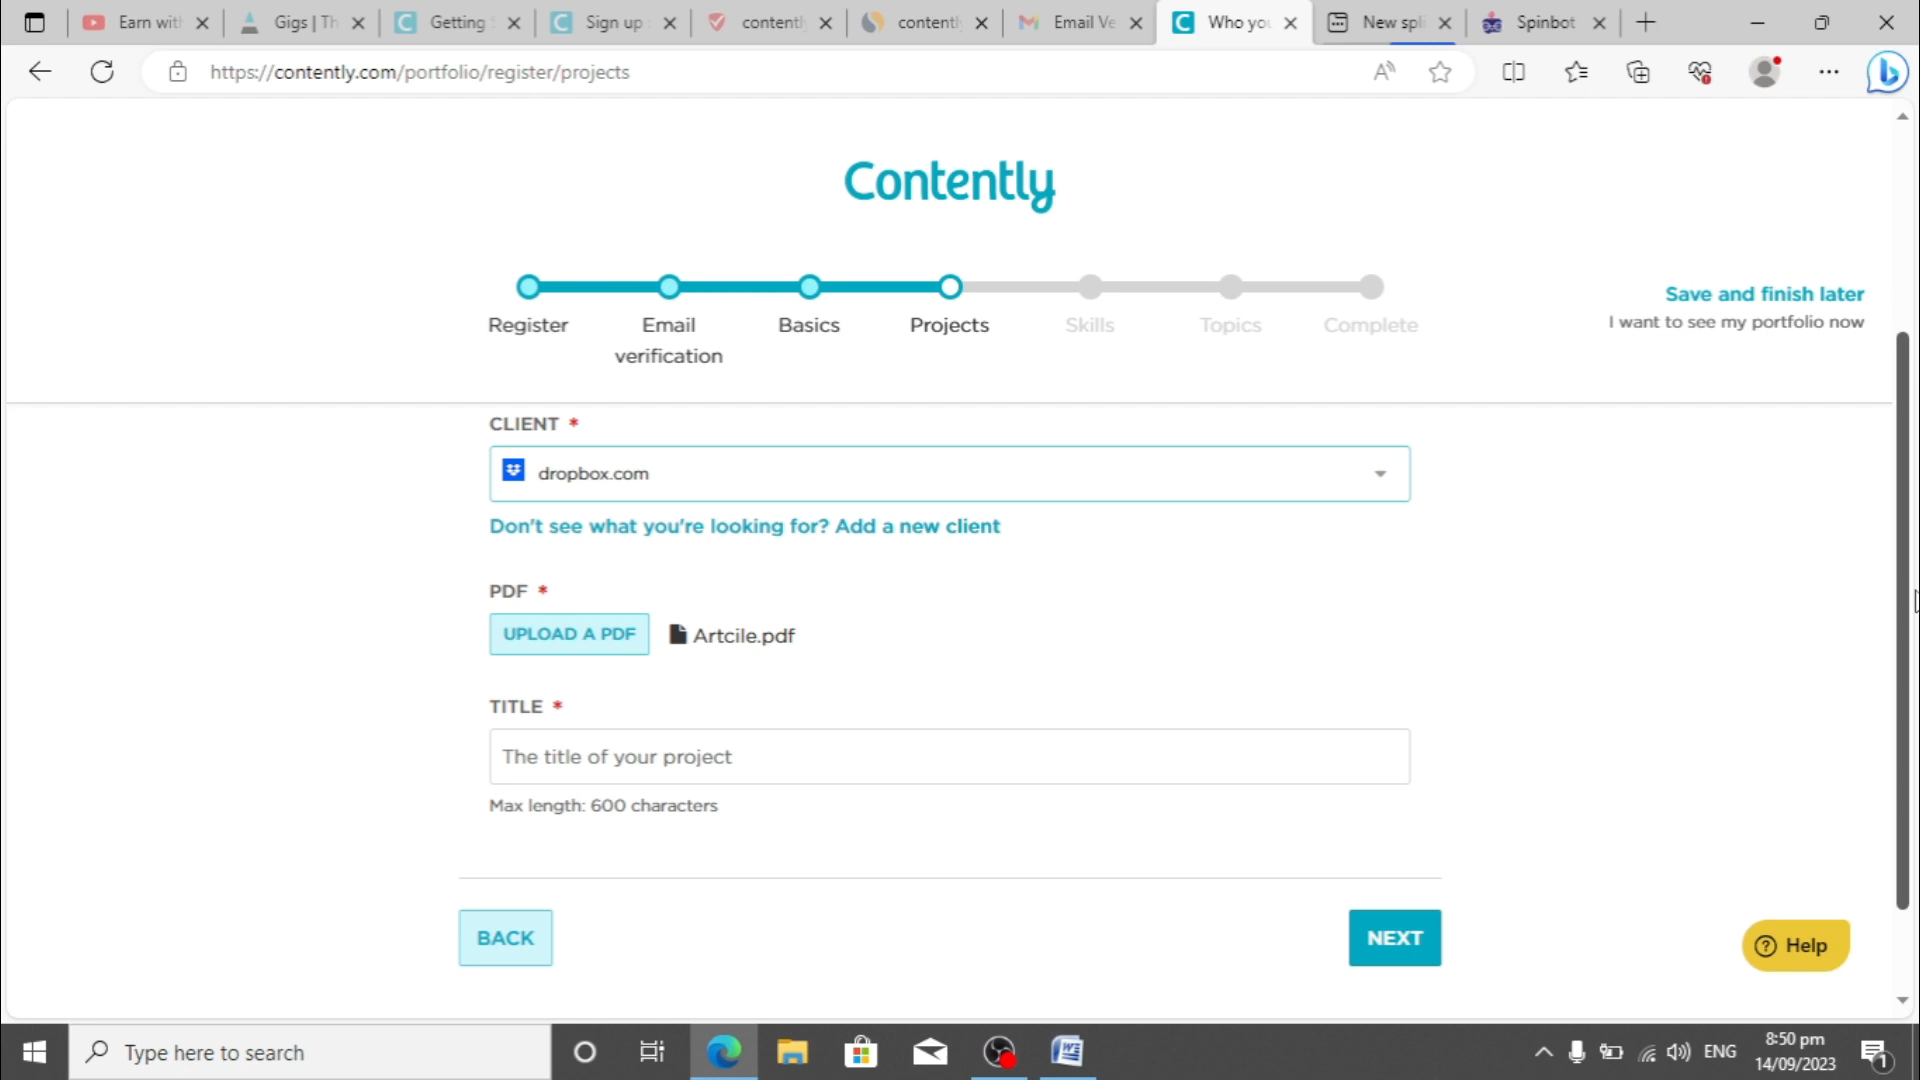 Earn wit
Gigs | Th
Getting
Sign up
contentl
contentl
Email Ve
Who yo
New spli
Spinbot
https://contently.com/portfolio/register/projects
Contently
Register
Email
verification
Basics
Projects
Skills
Topics
Complete
Save and finish later
I want to see my portfolio now
CLIENT *
dropbox.com
Don't see what you're looking for? Add a new client
PDF *
UPLOAD A PDF
Artcile.pdf
TITLE *
The title of your project
Max length: 600 characters
BACK
NEXT
Help
Type here to search
ENG
8:50 pm
14/09/2023
1